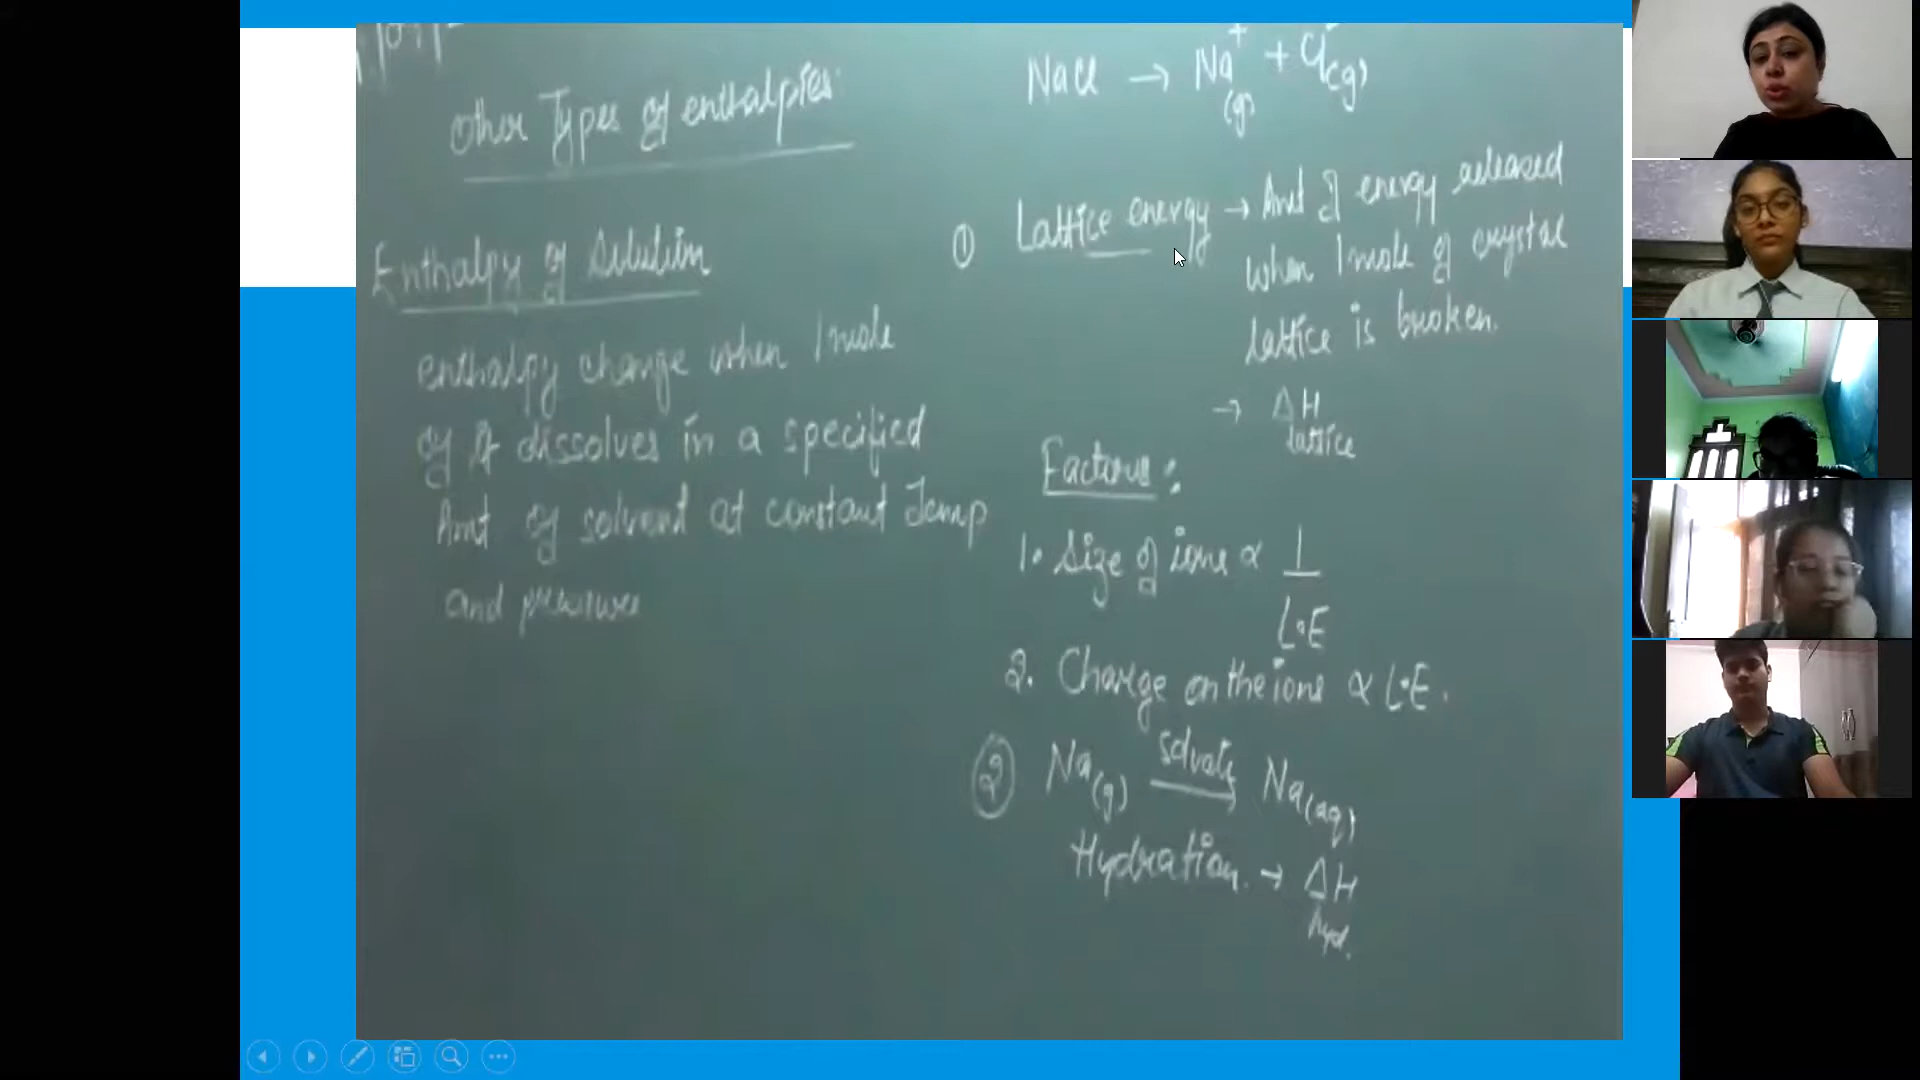 Other Types of enthalpies
Enthalpy of Solution
enthalpy change when 1 mole
of it dissolves in a specified
Amt of solvent at constant Temp
and pressure
NaCl → Na⁺(g) + Cl⁻(g)
① Lattice energy → Amt of energy released
when 1 mole of crystal
lattice is broken.
→ ΔH lattice
Factors :
1. Size of ions ∝ 1
L.E
2. Charge on the ions ∝ L.E.
② Na(g) → Na(aq)
Hydration. → ΔH
hyd.